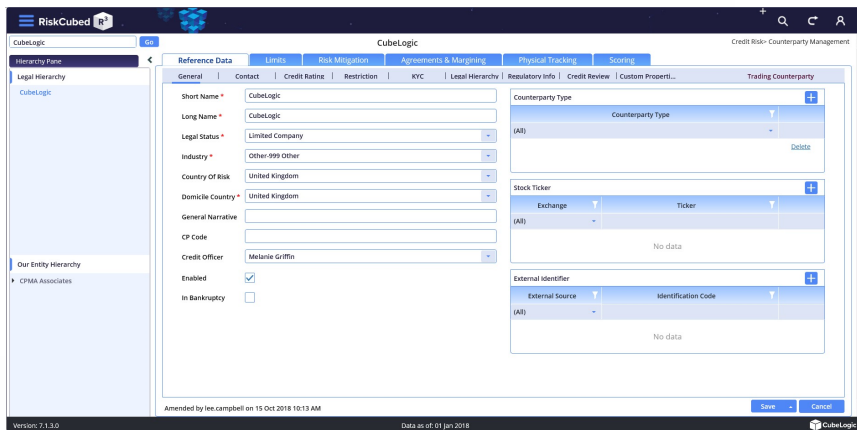 RiskCubed R³
CubeLogic Go CubeLogic Credit Risk> Counterparty Management
Hierarchy Pane Reference Data Limits Risk Mitigation Agreements & Margining Physical Tracking Scoring
Legal Hierarchy General Contact Credit Rating Restriction KYC Legal Hierarchy Regulatory Info Credit Review Custom Properti... Trading Counterparty
CubeLogic
Short Name * CubeLogic
Long Name * CubeLogic
Legal Status * Limited Company
Industry * Other-999 Other
Country Of Risk United Kingdom
Domicile Country * United Kingdom
General Narrative
CP Code
Credit Officer Melanie Griffin
Enabled
In Bankruptcy
Counterparty Type
Counterparty Type
(All)
Delete
Stock Ticker
Exchange Ticker
(All)
No data
External Identifier
External Source Identification Code
(All)
No data
Our Entity Hierarchy
CPMA Associates
Amended by lee.campbell on 15 Oct 2018 10:13 AM Save Cancel
Version: 7.1.3.0 Data as of: 01 Jan 2018 CubeLogic